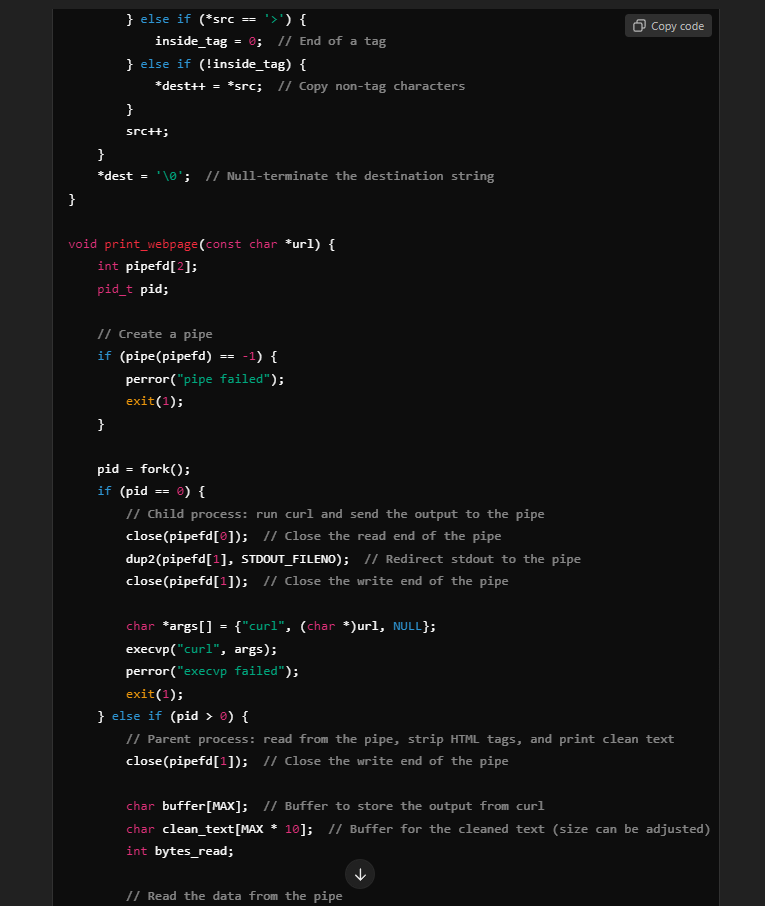 } else if (*src == '>') {
Copy code
            inside_tag = 0;  // End of a tag
        } else if (!inside_tag) {
            *dest++ = *src;  // Copy non-tag characters
        }
        src++;
    }
    *dest = '\0';  // Null-terminate the destination string
}

void print_webpage(const char *url) {
    int pipefd[2];
    pid_t pid;

    // Create a pipe
    if (pipe(pipefd) == -1) {
        perror("pipe failed");
        exit(1);
    }

    pid = fork();
    if (pid == 0) {
        // Child process: run curl and send the output to the pipe
        close(pipefd[0]);  // Close the read end of the pipe
        dup2(pipefd[1], STDOUT_FILENO);  // Redirect stdout to the pipe
        close(pipefd[1]);  // Close the write end of the pipe

        char *args[] = {"curl", (char *)url, NULL};
        execvp("curl", args);
        perror("execvp failed");
        exit(1);
    } else if (pid > 0) {
        // Parent process: read from the pipe, strip HTML tags, and print clean text
        close(pipefd[1]);  // Close the write end of the pipe

        char buffer[MAX];  // Buffer to store the output from curl
        char clean_text[MAX * 10];  // Buffer for the cleaned text (size can be adjusted)
        int bytes_read;

        // Read the data from the pipe